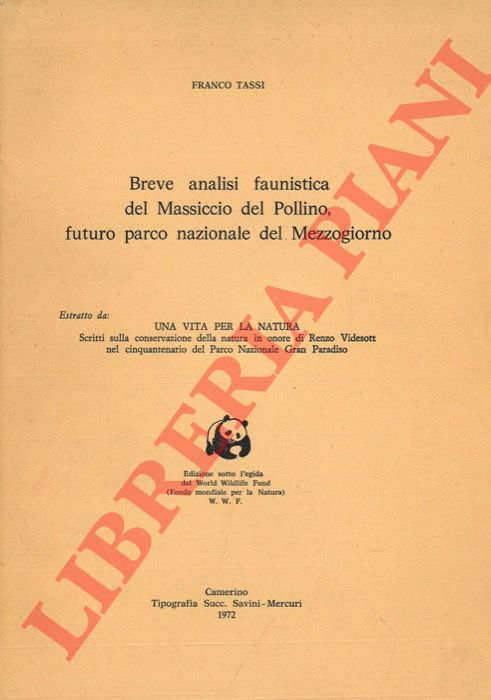 FRANCO TASSI
Breve analisi faunistica
del Massiccio del Pollino,
futuro parco nazionale del Mezzogiorno
Estratto da:
UNA VITA PER LA NATURA
Scritti sulla conservazione della natura in onore di Renzo Videsott
nel cinquantenario del Parco Nazionale Gran Paradiso
Edizione sotto l'egida
del World Wildlife Fund
(Fondo mondiale per la Natura)
W. W. F.
Camerino
Tipografia Succ. Savini-Mercuri
1972
LIBRERIA PIANI